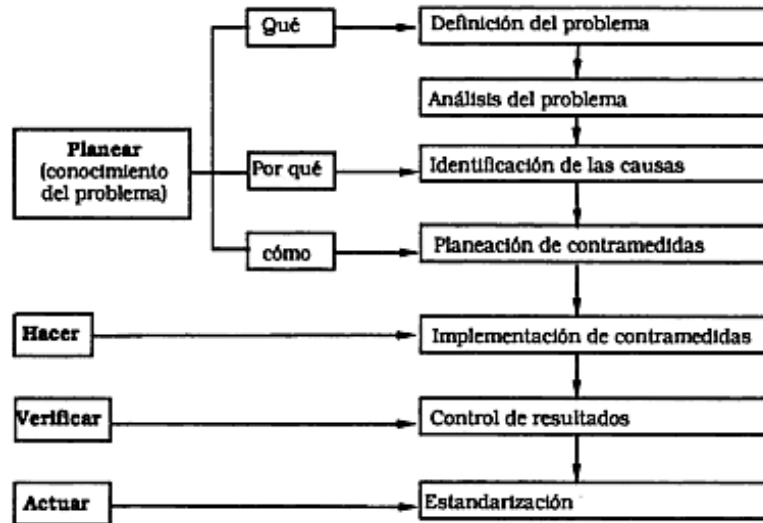 Qué
Definición del problema
Análisis del problema
Planear
(conocimiento
del problema)
Por qué
Identificación de las causas
cómo
Planeación de contramedidas
Hacer
Implementación de contramedidas
Verificar
Control de resultados
Actuar
Estandarización